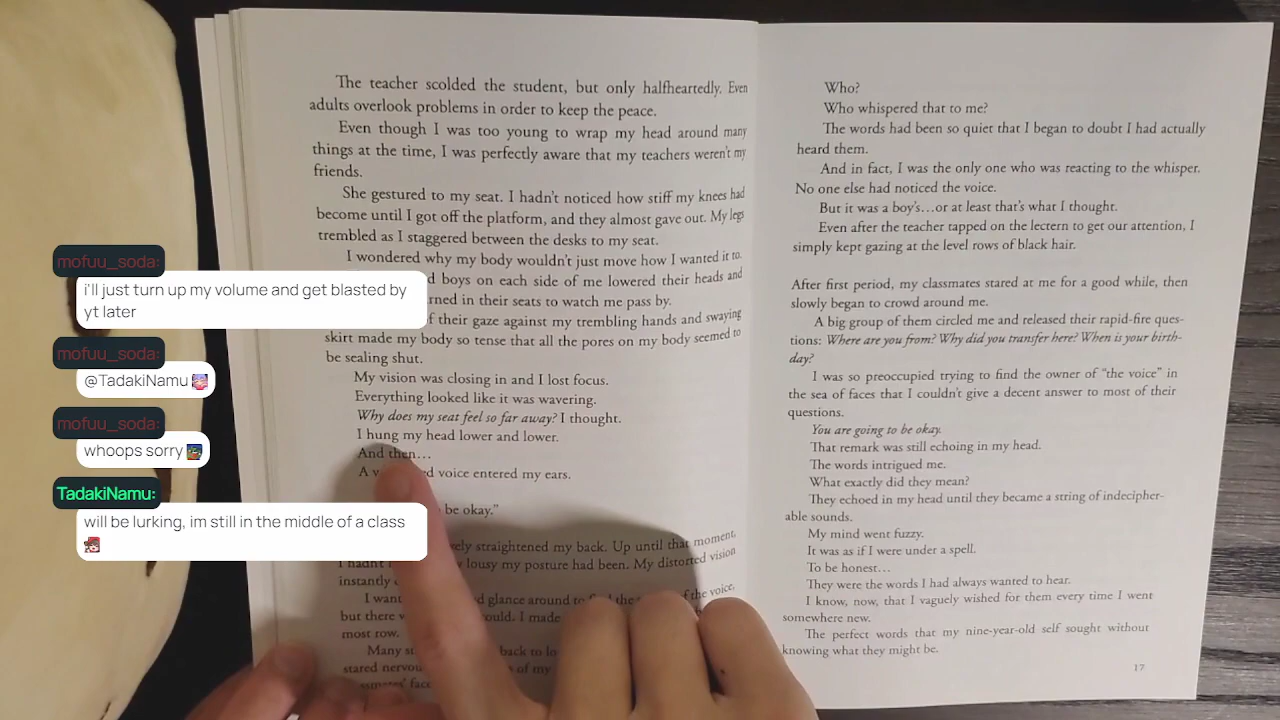 The teacher scolded the student, but only halfheartedly. Even
adults overlook problems in order to keep the peace.
Even though I was too young to wrap my head around many
things at the time, I was perfectly aware that my teachers weren't my
friends.
She gestured to my seat. I hadn't noticed how stiff my knees had
become until I got off the platform, and they almost gave out. My legs
trembled as I staggered between the desks to my seat.
I wondered why my body wouldn't just move how I wanted it to.
boys on each side of me lowered their heads and
in their seats to watch me pass by.
of their gaze against my trembling hands and swaying
skirt made my body so tense that all the pores on my body seemed to
be sealing shut.
My vision was closing in and I lost focus.
Everything looked like it was wavering.
Why does my seat feel so far away? I thought.
I hung my head lower and lower.
And then…
A voice entered my ears.
be okay."
straightened my back. Up until that moment,
I hadn't lousy my posture had been. My distorted vision
instantly
I want glance around to the of the voice,
but there I made
most row.
Many back to
stared of my
Who?
Who whispered that to me?
The words had been so quiet that I began to doubt I had actually
heard them.
And in fact, I was the only one who was reacting to the whisper.
No one else had noticed the voice.
But it was a boy's…or at least that's what I thought.
Even after the teacher tapped on the lectern to get our attention, I
simply kept gazing at the level rows of black hair.
After first period, my classmates stared at me for a good while, then
slowly began to crowd around me.
A big group of them circled me and released their rapid-fire ques-
tions: Where are you from? Why did you transfer here? When is your birth-
day?
I was so preoccupied trying to find the owner of "the voice" in
the sea of faces that I couldn't give a decent answer to most of their
questions.
You are going to be okay.
That remark was still echoing in my head.
The words intrigued me.
What exactly did they mean?
They echoed in my head until they became a string of indecipher-
able sounds.
My mind went fuzzy.
It was as if I were under a spell.
To be honest…
They were the words I had always wanted to hear.
I know, now, that I vaguely wished for them every time I went
somewhere new.
The perfect words that my nine-year-old self sought without
knowing what they might be.
17
mofuu_soda:
i'll just turn up my volume and get blasted by
yt later
mofuu_soda:
@TadakiNamu
mofuu_soda:
whoops sorry
TadakiNamu:
will be lurking, im still in the middle of a class